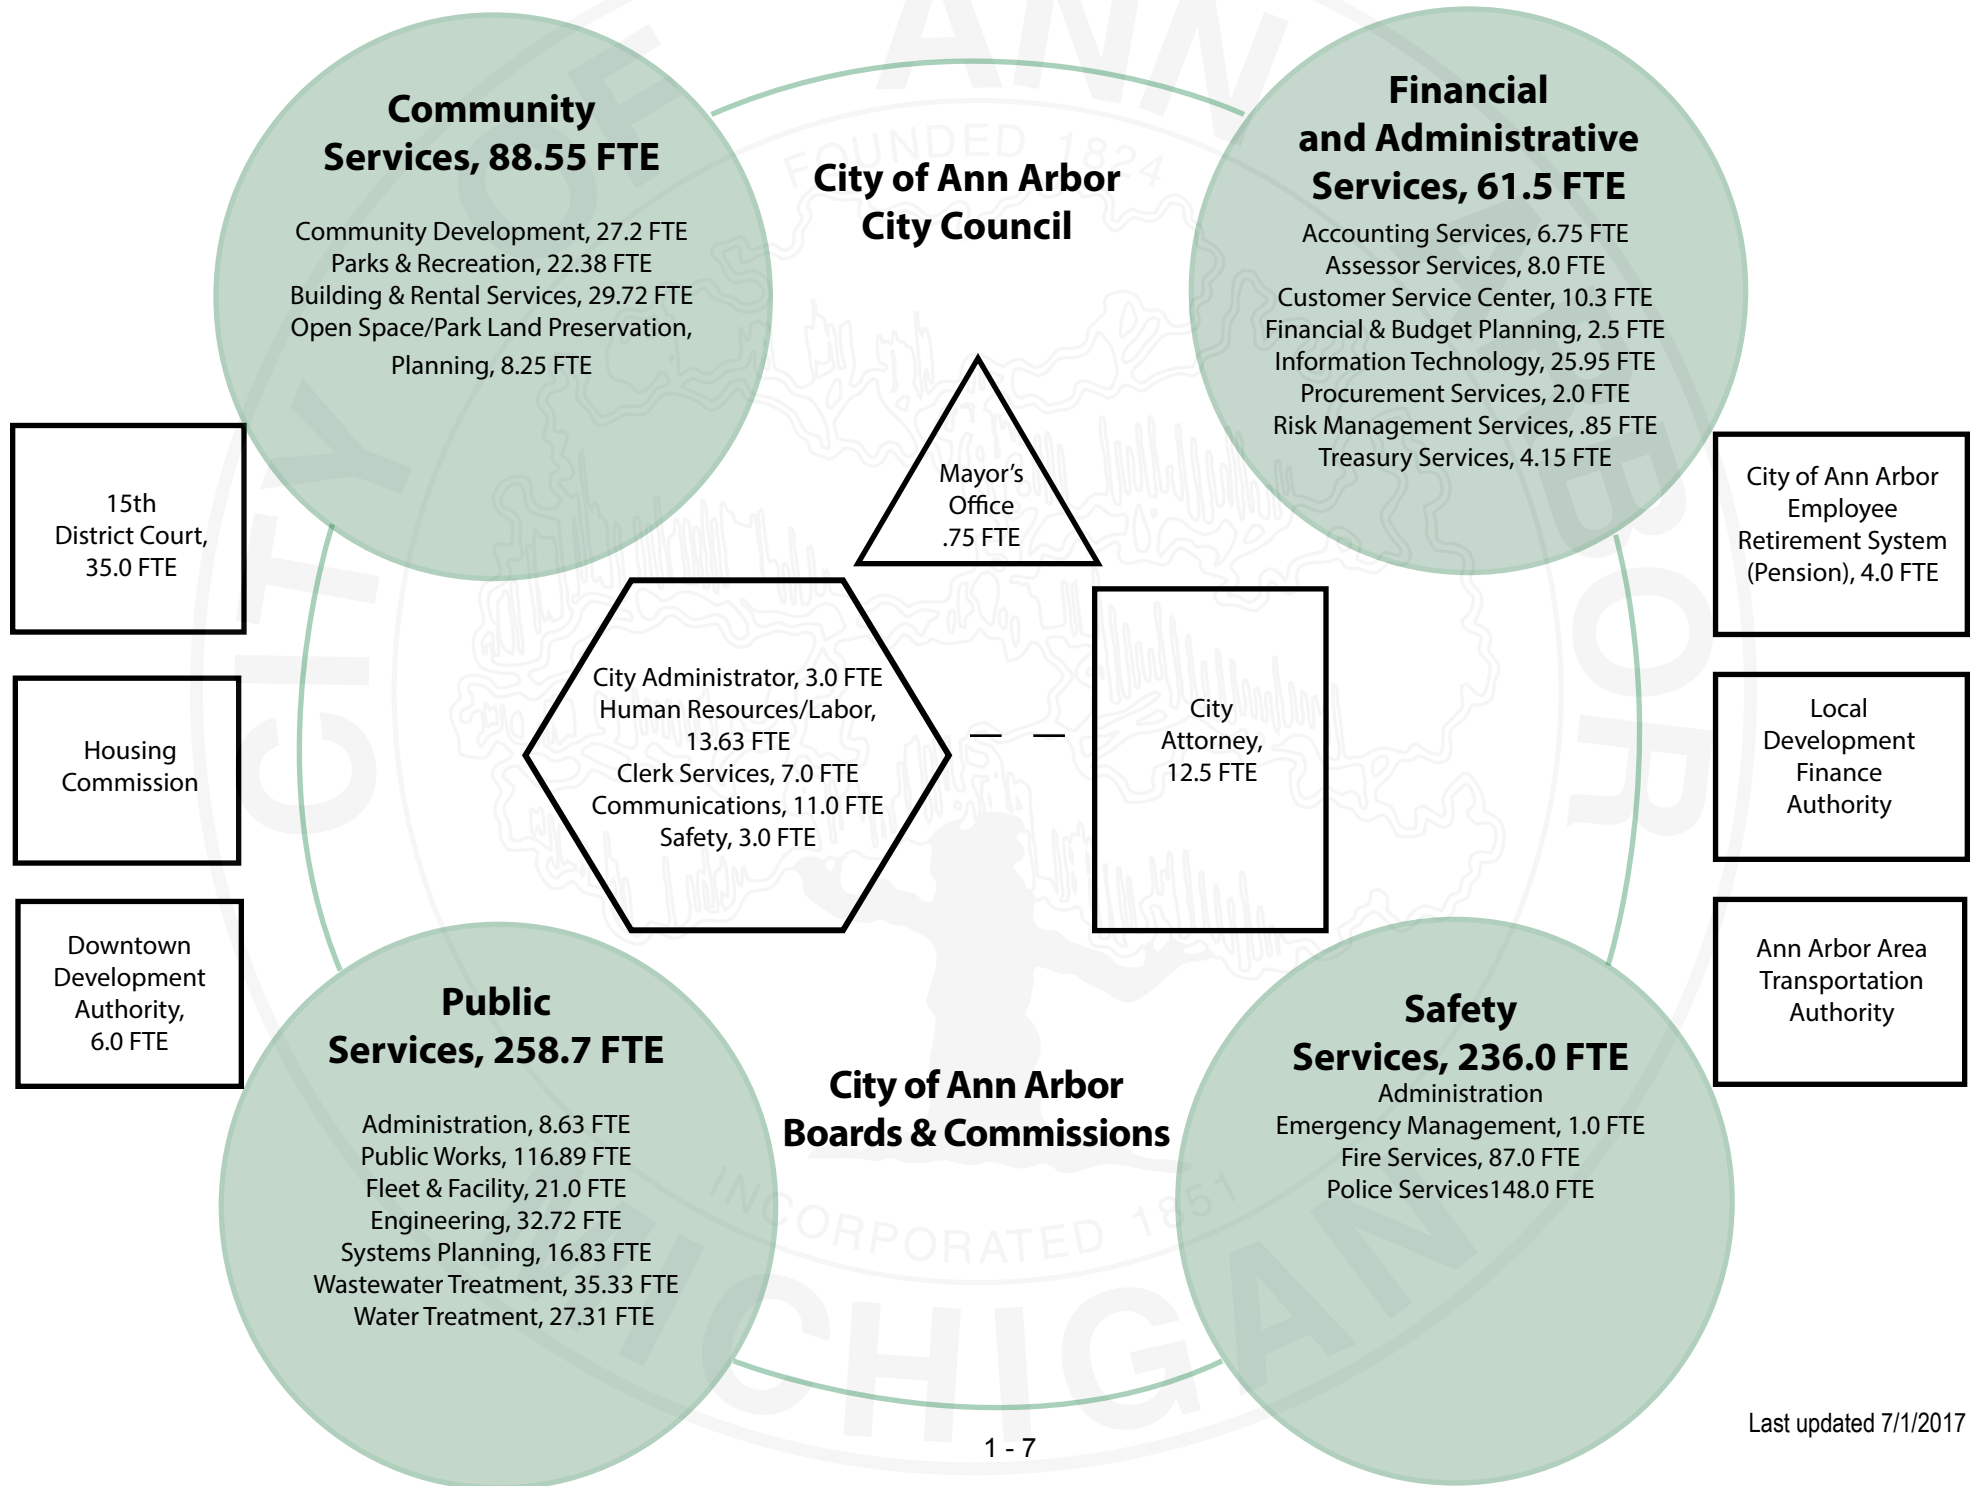 CITY OF ANN ARBOR
MICHIGAN
FOUNDED 1824
INCORPORATED 1851
Community
Services, 88.55 FTE
Community Development, 27.2 FTE
Parks & Recreation, 22.38 FTE
Building & Rental Services, 29.72 FTE
Open Space/Park Land Preservation,
Planning, 8.25 FTE
City of Ann Arbor
City Council
Financial
and Administrative
Services, 61.5 FTE
Accounting Services, 6.75 FTE
Assessor Services, 8.0 FTE
Customer Service Center, 10.3 FTE
Financial & Budget Planning, 2.5 FTE
Information Technology, 25.95 FTE
Procurement Services, 2.0 FTE
Risk Management Services, .85 FTE
Treasury Services, 4.15 FTE
15th
District Court,
35.0 FTE
Mayor’s
Office
.75 FTE
City of Ann Arbor
Employee
Retirement System
(Pension), 4.0 FTE
Housing
Commission
City Administrator, 3.0 FTE
Human Resources/Labor,
13.63 FTE
Clerk Services, 7.0 FTE
Communications, 11.0 FTE
Safety, 3.0 FTE
City
Attorney,
12.5 FTE
Local
Development
Finance
Authority
Downtown
Development
Authority,
6.0 FTE
Ann Arbor Area
Transportation
Authority
Public
Services, 258.7 FTE
Administration, 8.63 FTE
Public Works, 116.89 FTE
Fleet & Facility, 21.0 FTE
Engineering, 32.72 FTE
Systems Planning, 16.83 FTE
Wastewater Treatment, 35.33 FTE
Water Treatment, 27.31 FTE
City of Ann Arbor
Boards & Commissions
Safety
Services, 236.0 FTE
Administration
Emergency Management, 1.0 FTE
Fire Services, 87.0 FTE
Police Services148.0 FTE
Last updated 7/1/2017
1 - 7